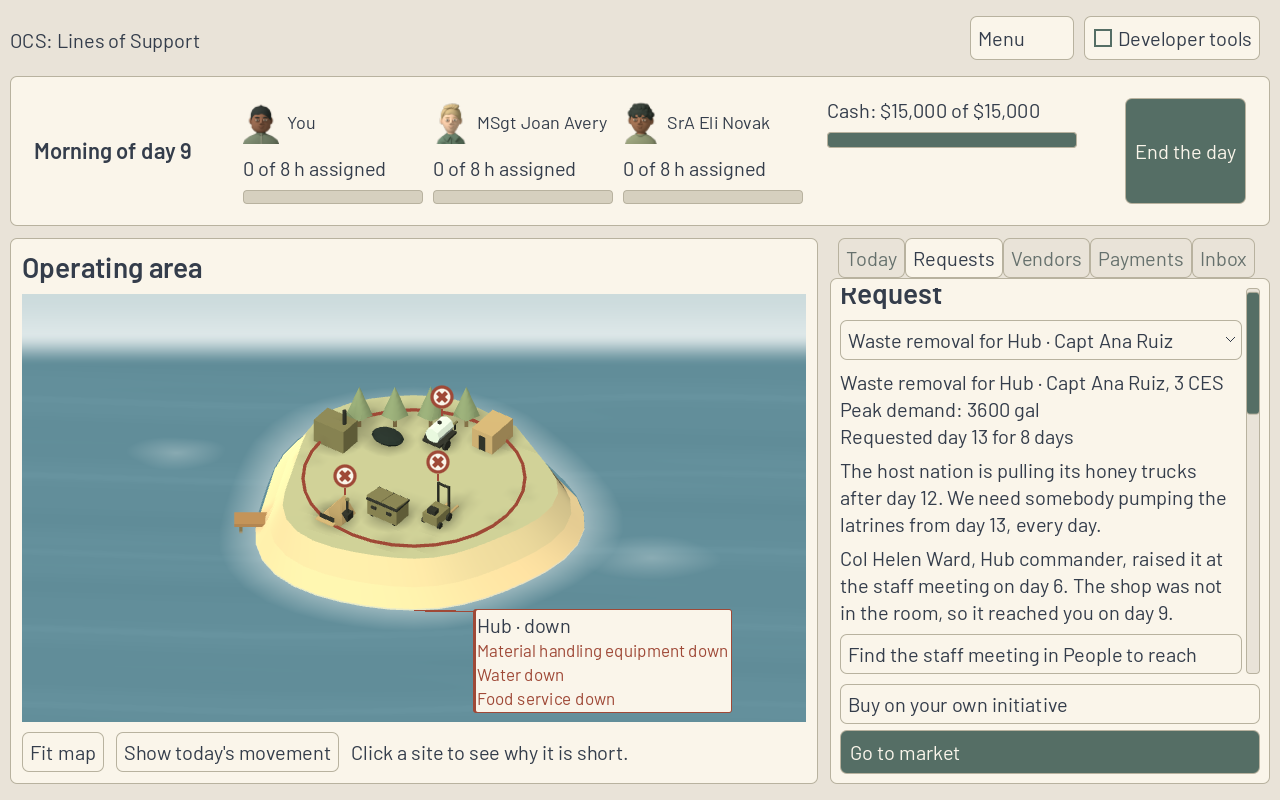 OCS: Lines of Support
Menu
Developer tools
Morning of day 9
You
0 of 8 h assigned
MSgt Joan Avery
0 of 8 h assigned
SrA Eli Novak
0 of 8 h assigned
Cash: $15,000 of $15,000
End the day
Operating area
Hub · down
Material handling equipment down
Water down
Food service down
Fit map
Show today's movement
Click a site to see why it is short.
Today
Requests
Vendors
Payments
Inbox
Request
Waste removal for Hub · Capt Ana Ruiz
Waste removal for Hub · Capt Ana Ruiz, 3 CES
Peak demand: 3600 gal
Requested day 13 for 8 days
The host nation is pulling its honey trucks
after day 12. We need somebody pumping the
latrines from day 13, every day.
Col Helen Ward, Hub commander, raised it at
the staff meeting on day 6. The shop was not
in the room, so it reached you on day 9.
Find the staff meeting in People to reach
Buy on your own initiative
Go to market